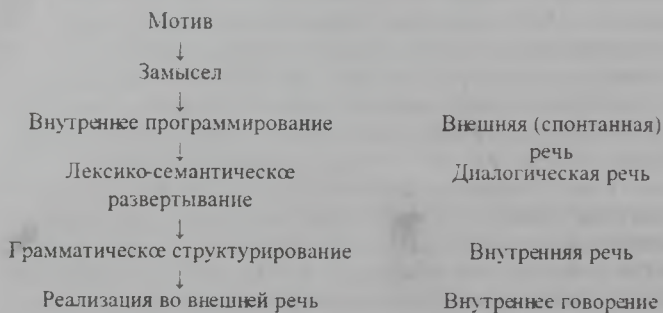 Мотив
↓
Замысел
↓
Внутреннее программирование
Внешняя (спонтанная)
речь
↓
Лексико-семантическое
развертывание
Диалогическая речь
↓
Грамматическое структурирование
Внутренняя речь
↓
Реализация во внешней речь
Внутреннее говорение